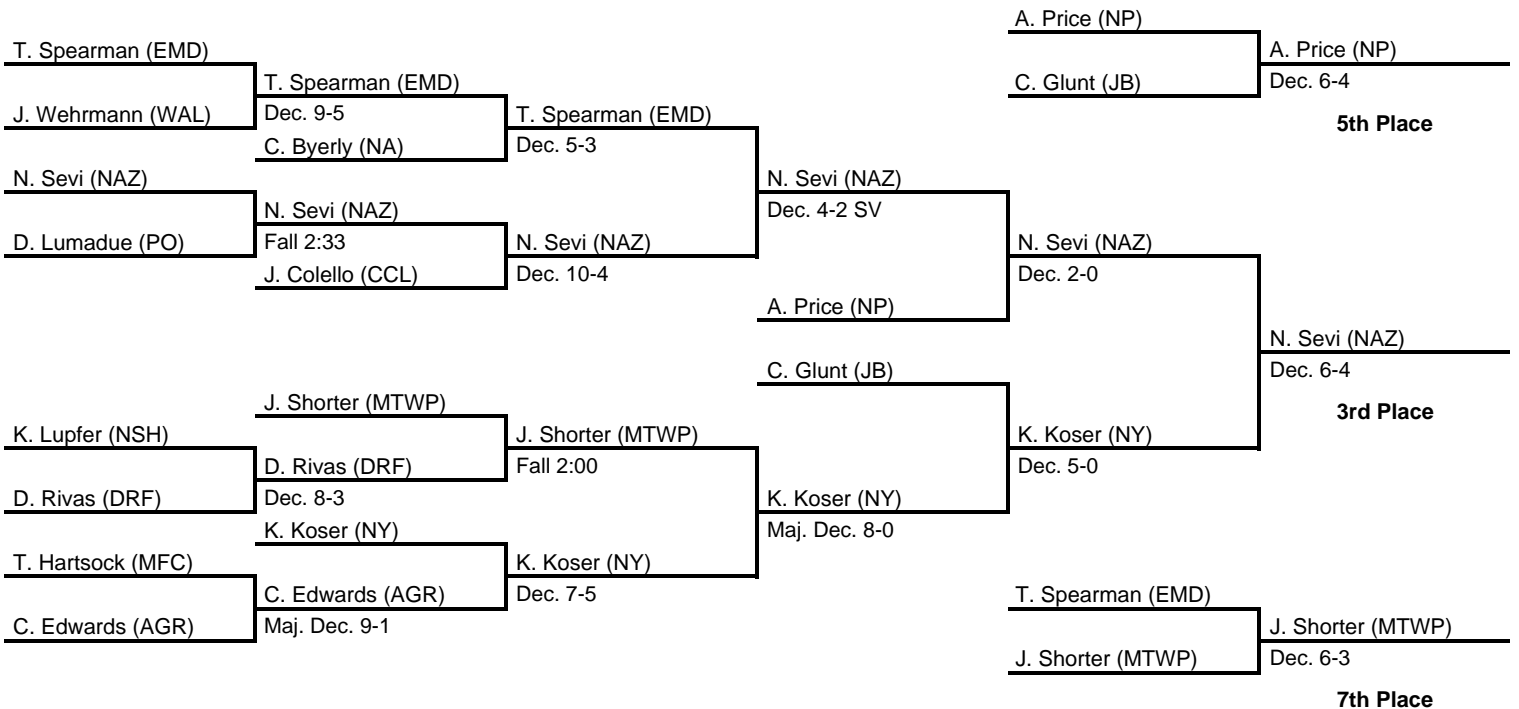 A. Price (NP)
T. Spearman (EMD)
A. Price (NP)
T. Spearman (EMD)
C. Glunt (JB)
Dec. 6-4
J. Wehrmann (WAL)
Dec. 9-5
T. Spearman (EMD)
5th Place
C. Byerly (NA)
Dec. 5-3
N. Sevi (NAZ)
N. Sevi (NAZ)
N. Sevi (NAZ)
Dec. 4-2 SV
D. Lumadue (PO)
Fall 2:33
N. Sevi (NAZ)
N. Sevi (NAZ)
J. Colello (CCL)
Dec. 10-4
Dec. 2-0
A. Price (NP)
N. Sevi (NAZ)
C. Glunt (JB)
Dec. 6-4
J. Shorter (MTWP)
3rd Place
K. Lupfer (NSH)
J. Shorter (MTWP)
K. Koser (NY)
D. Rivas (DRF)
Fall 2:00
Dec. 5-0
D. Rivas (DRF)
Dec. 8-3
K. Koser (NY)
K. Koser (NY)
Maj. Dec. 8-0
T. Hartsock (MFC)
K. Koser (NY)
C. Edwards (AGR)
Dec. 7-5
T. Spearman (EMD)
C. Edwards (AGR)
Maj. Dec. 9-1
J. Shorter (MTWP)
J. Shorter (MTWP)
Dec. 6-3
7th Place